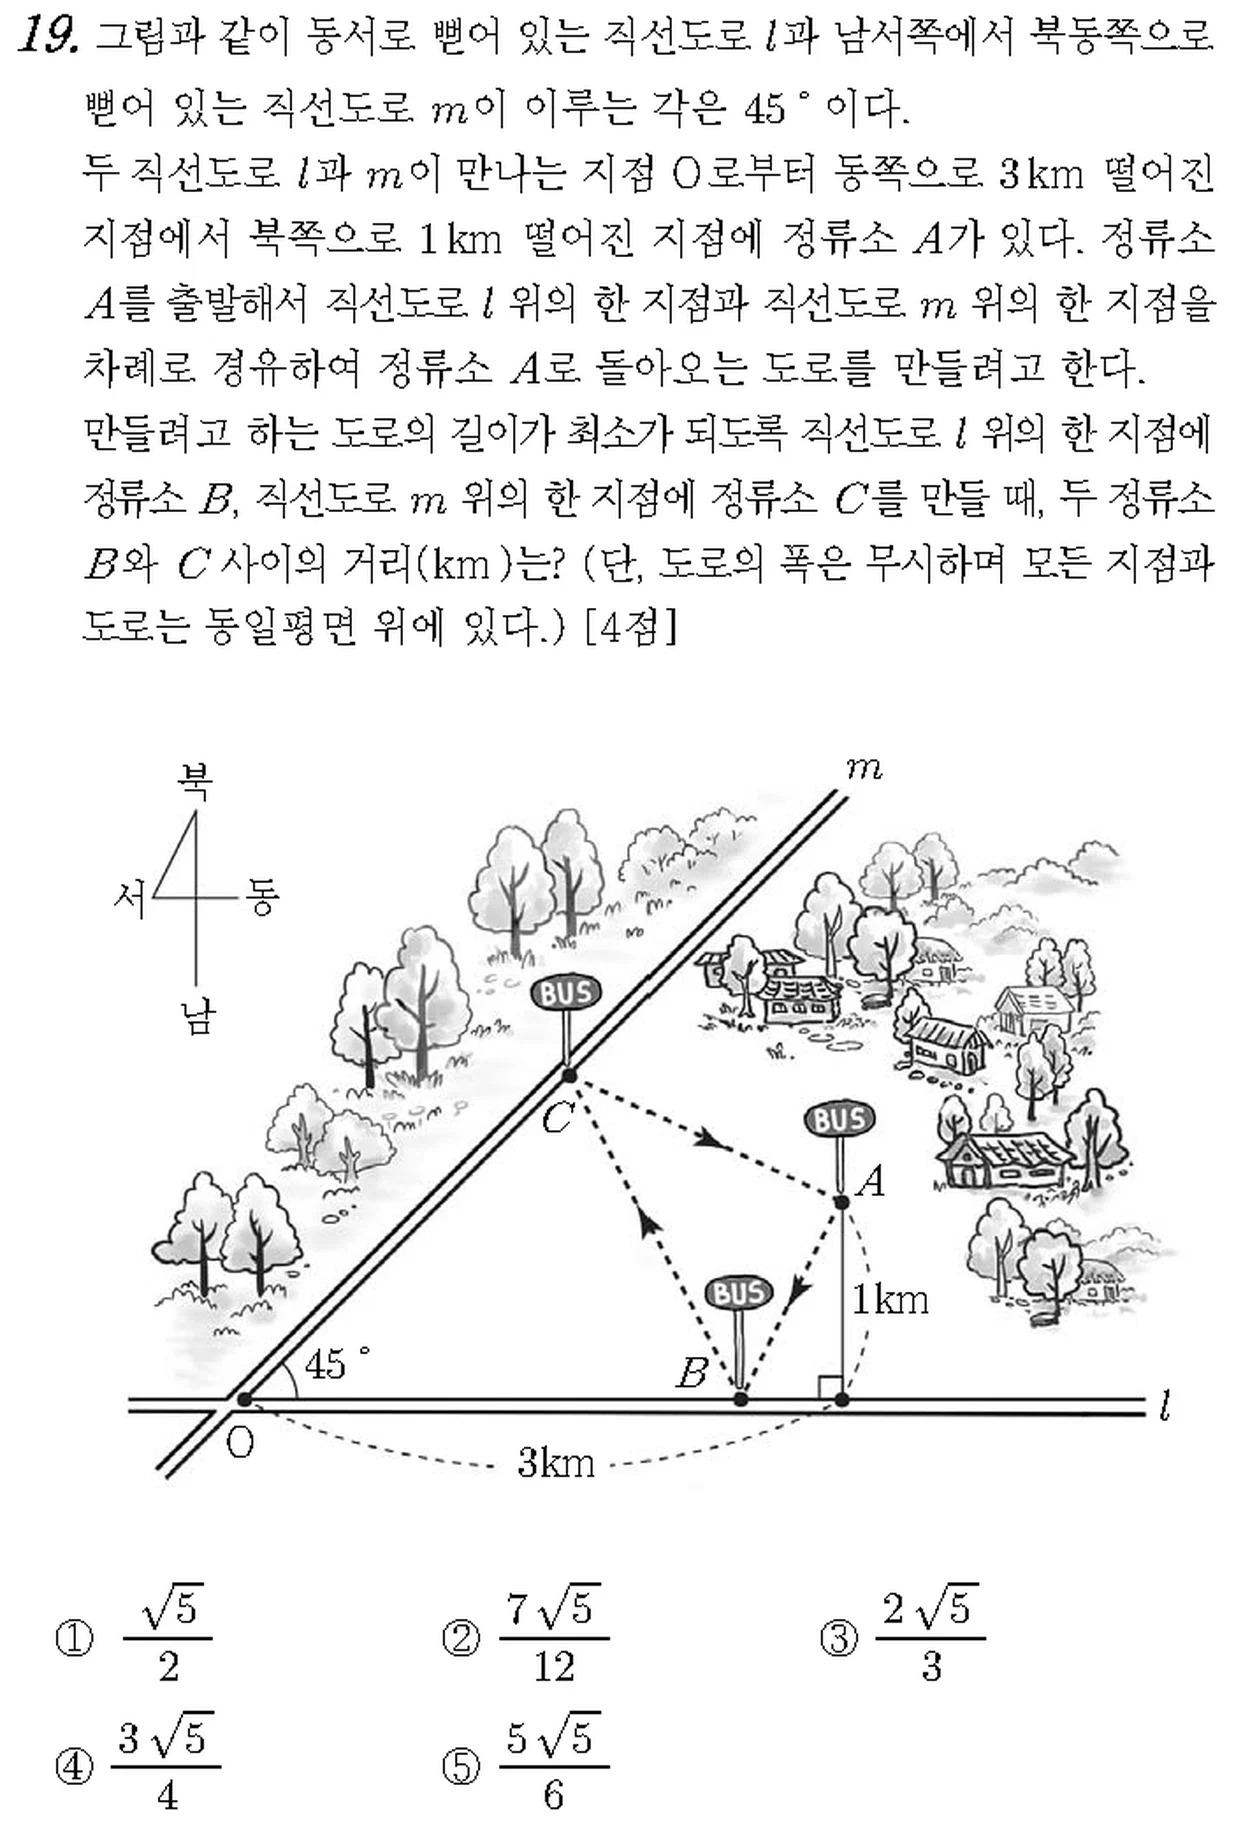 19. 그림과 같이 동서로 뻗어 있는 직선도로 l과 남서쪽에서 북동쪽으로
뻗어 있는 직선도로 m이 이루는 각은 45°이다.
두 직선도로 l과 m이 만나는 지점 O로부터 동쪽으로 3km 떨어진
지점에서 북쪽으로 1km 떨어진 지점에 정류소 A가 있다. 정류소
A를 출발해서 직선도로 l 위의 한 지점과 직선도로 m 위의 한 지점을
차례로 경유하여 정류소 A로 돌아오는 도로를 만들려고 한다.
만들려고 하는 도로의 길이가 최소가 되도록 직선도로 l 위의 한 지점에
정류소 B, 직선도로 m 위의 한 지점에 정류소 C를 만들 때, 두 정류소
B와 C 사이의 거리(km)는? (단, 도로의 폭은 무시하며 모든 지점과
도로는 동일평면 위에 있다.) [4점]
m
북
서 동
남
BUS
C
BUS
A
BUS
1km
B
45°
l
O
3km
① √5/2 ② 7√5/12 ③ 2√5/3
④ 3√5/4 ⑤ 5√5/6